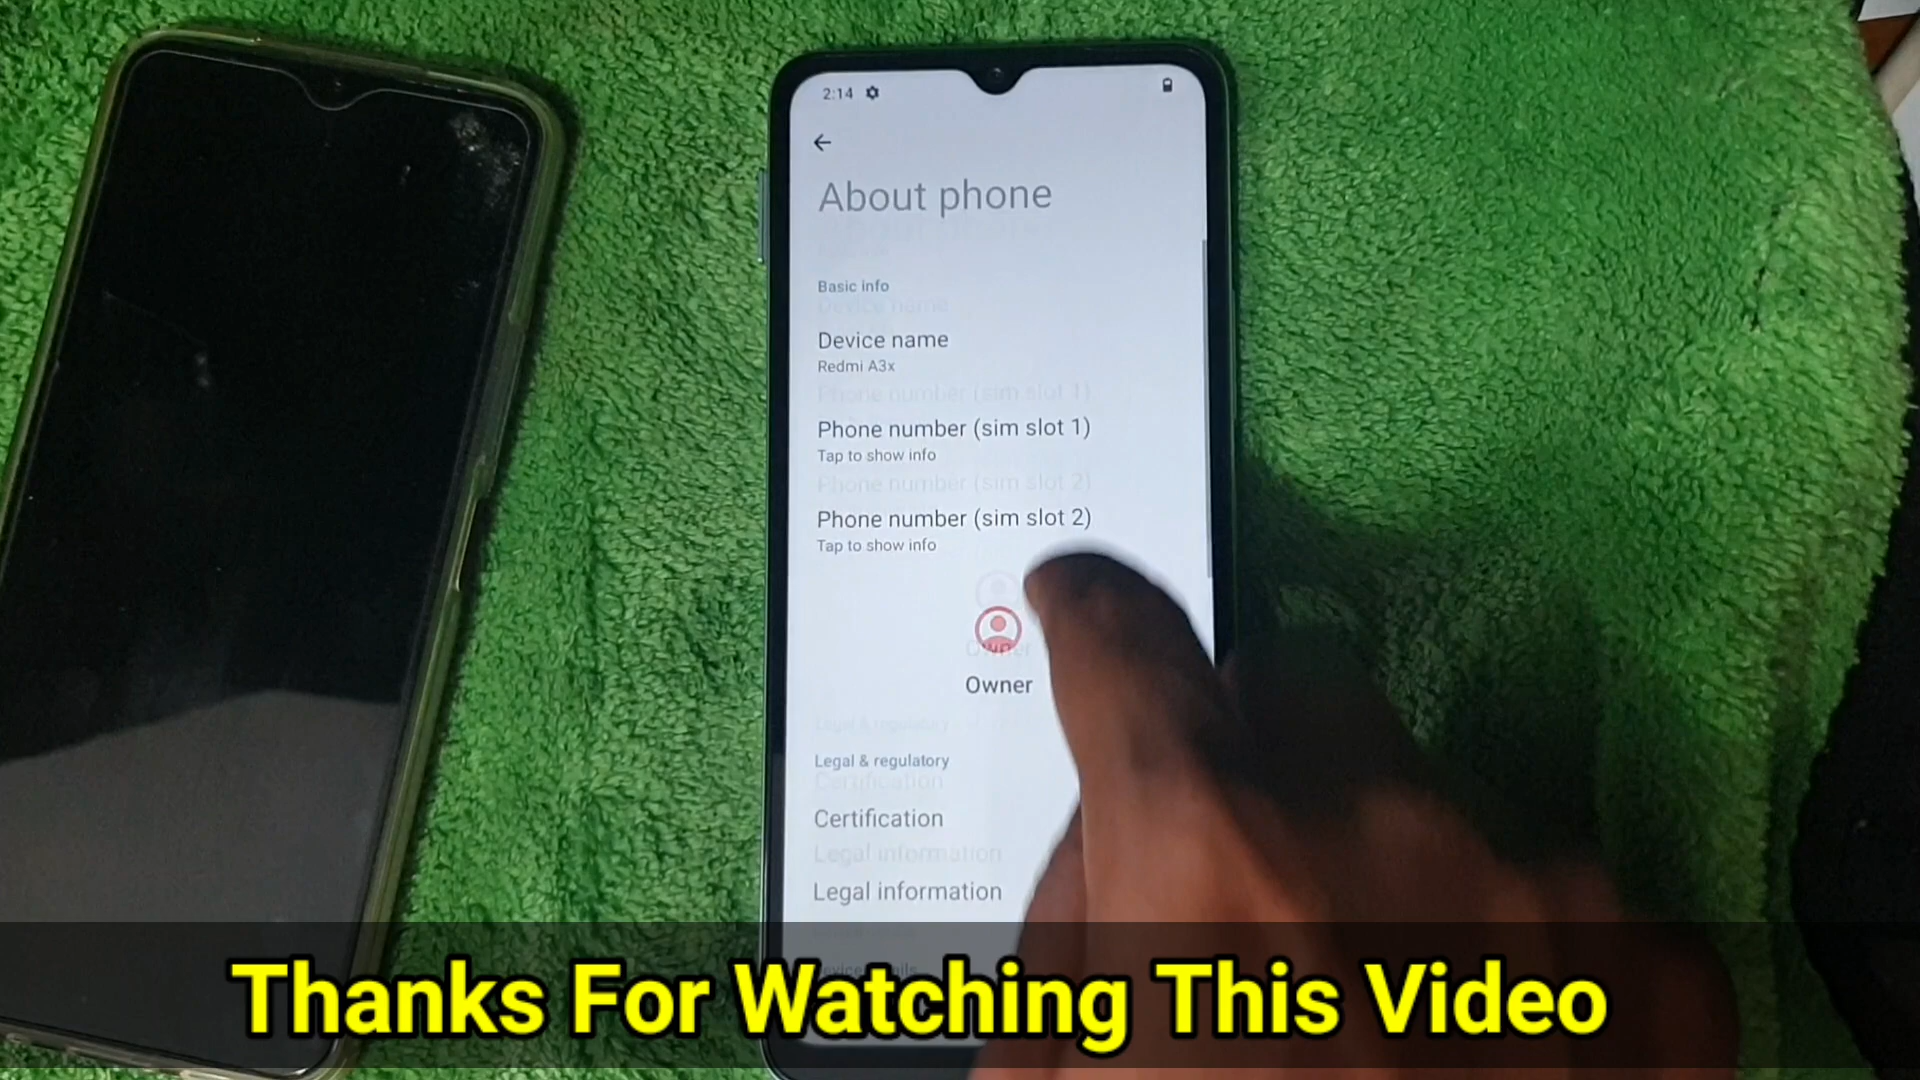 2:14
About phone
Basic info
Device name
Redmi A3x
Phone number (sim slot 1)
Tap to show info
Phone number (sim slot 2)
Tap to show info
Owner
Legal & regulatory
Certification
Legal information
Thanks For Watching This Video